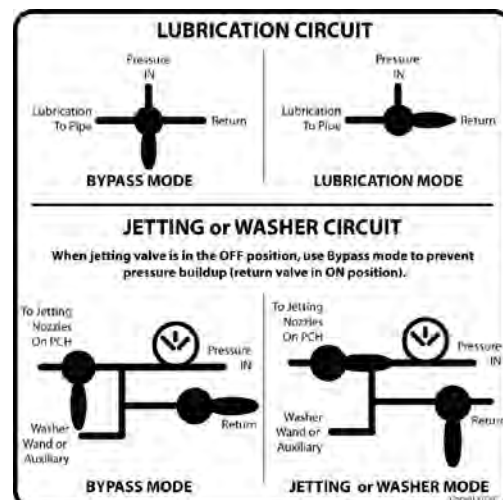 LUBRICATION CIRCUIT
Pressure
IN
Lubrication
To Pipe
Return
BYPASS MODE
Pressure
IN
Lubrication
To Pipe
Return
LUBRICATION MODE
JETTING or WASHER CIRCUIT
When jetting valve is in the OFF position, use Bypass mode to prevent
pressure buildup (return valve in ON position).
To Jetting
Nozzles
On PCH
Pressure
IN
Return
Washer
Wand or
Auxiliary
BYPASS MODE
To Jetting
Nozzles
On PCH
Pressure
IN
Return
Washer
Wand or
Auxiliary
JETTING or WASHER MODE